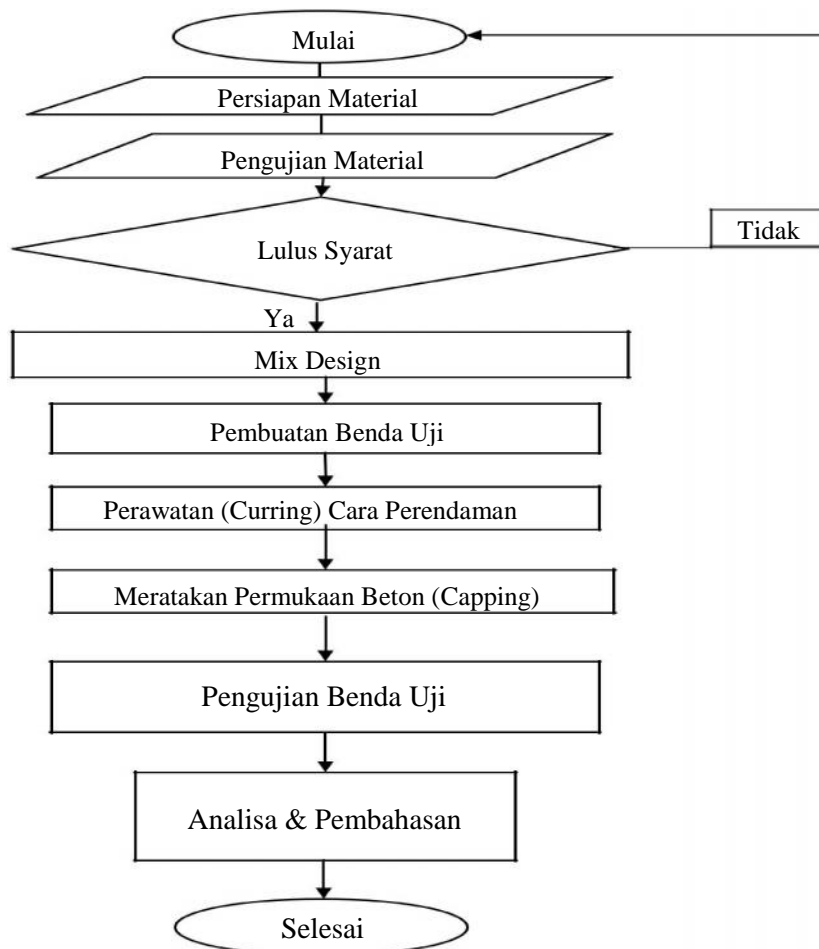 Mulai
Persiapan Material
Pengujian Material
Lulus Syarat
Tidak
Ya
Mix Design
Pembuatan Benda Uji
Perawatan (Curring) Cara Perendaman
Meratakan Permukaan Beton (Capping)
Pengujian Benda Uji
Analisa & Pembahasan
Selesai